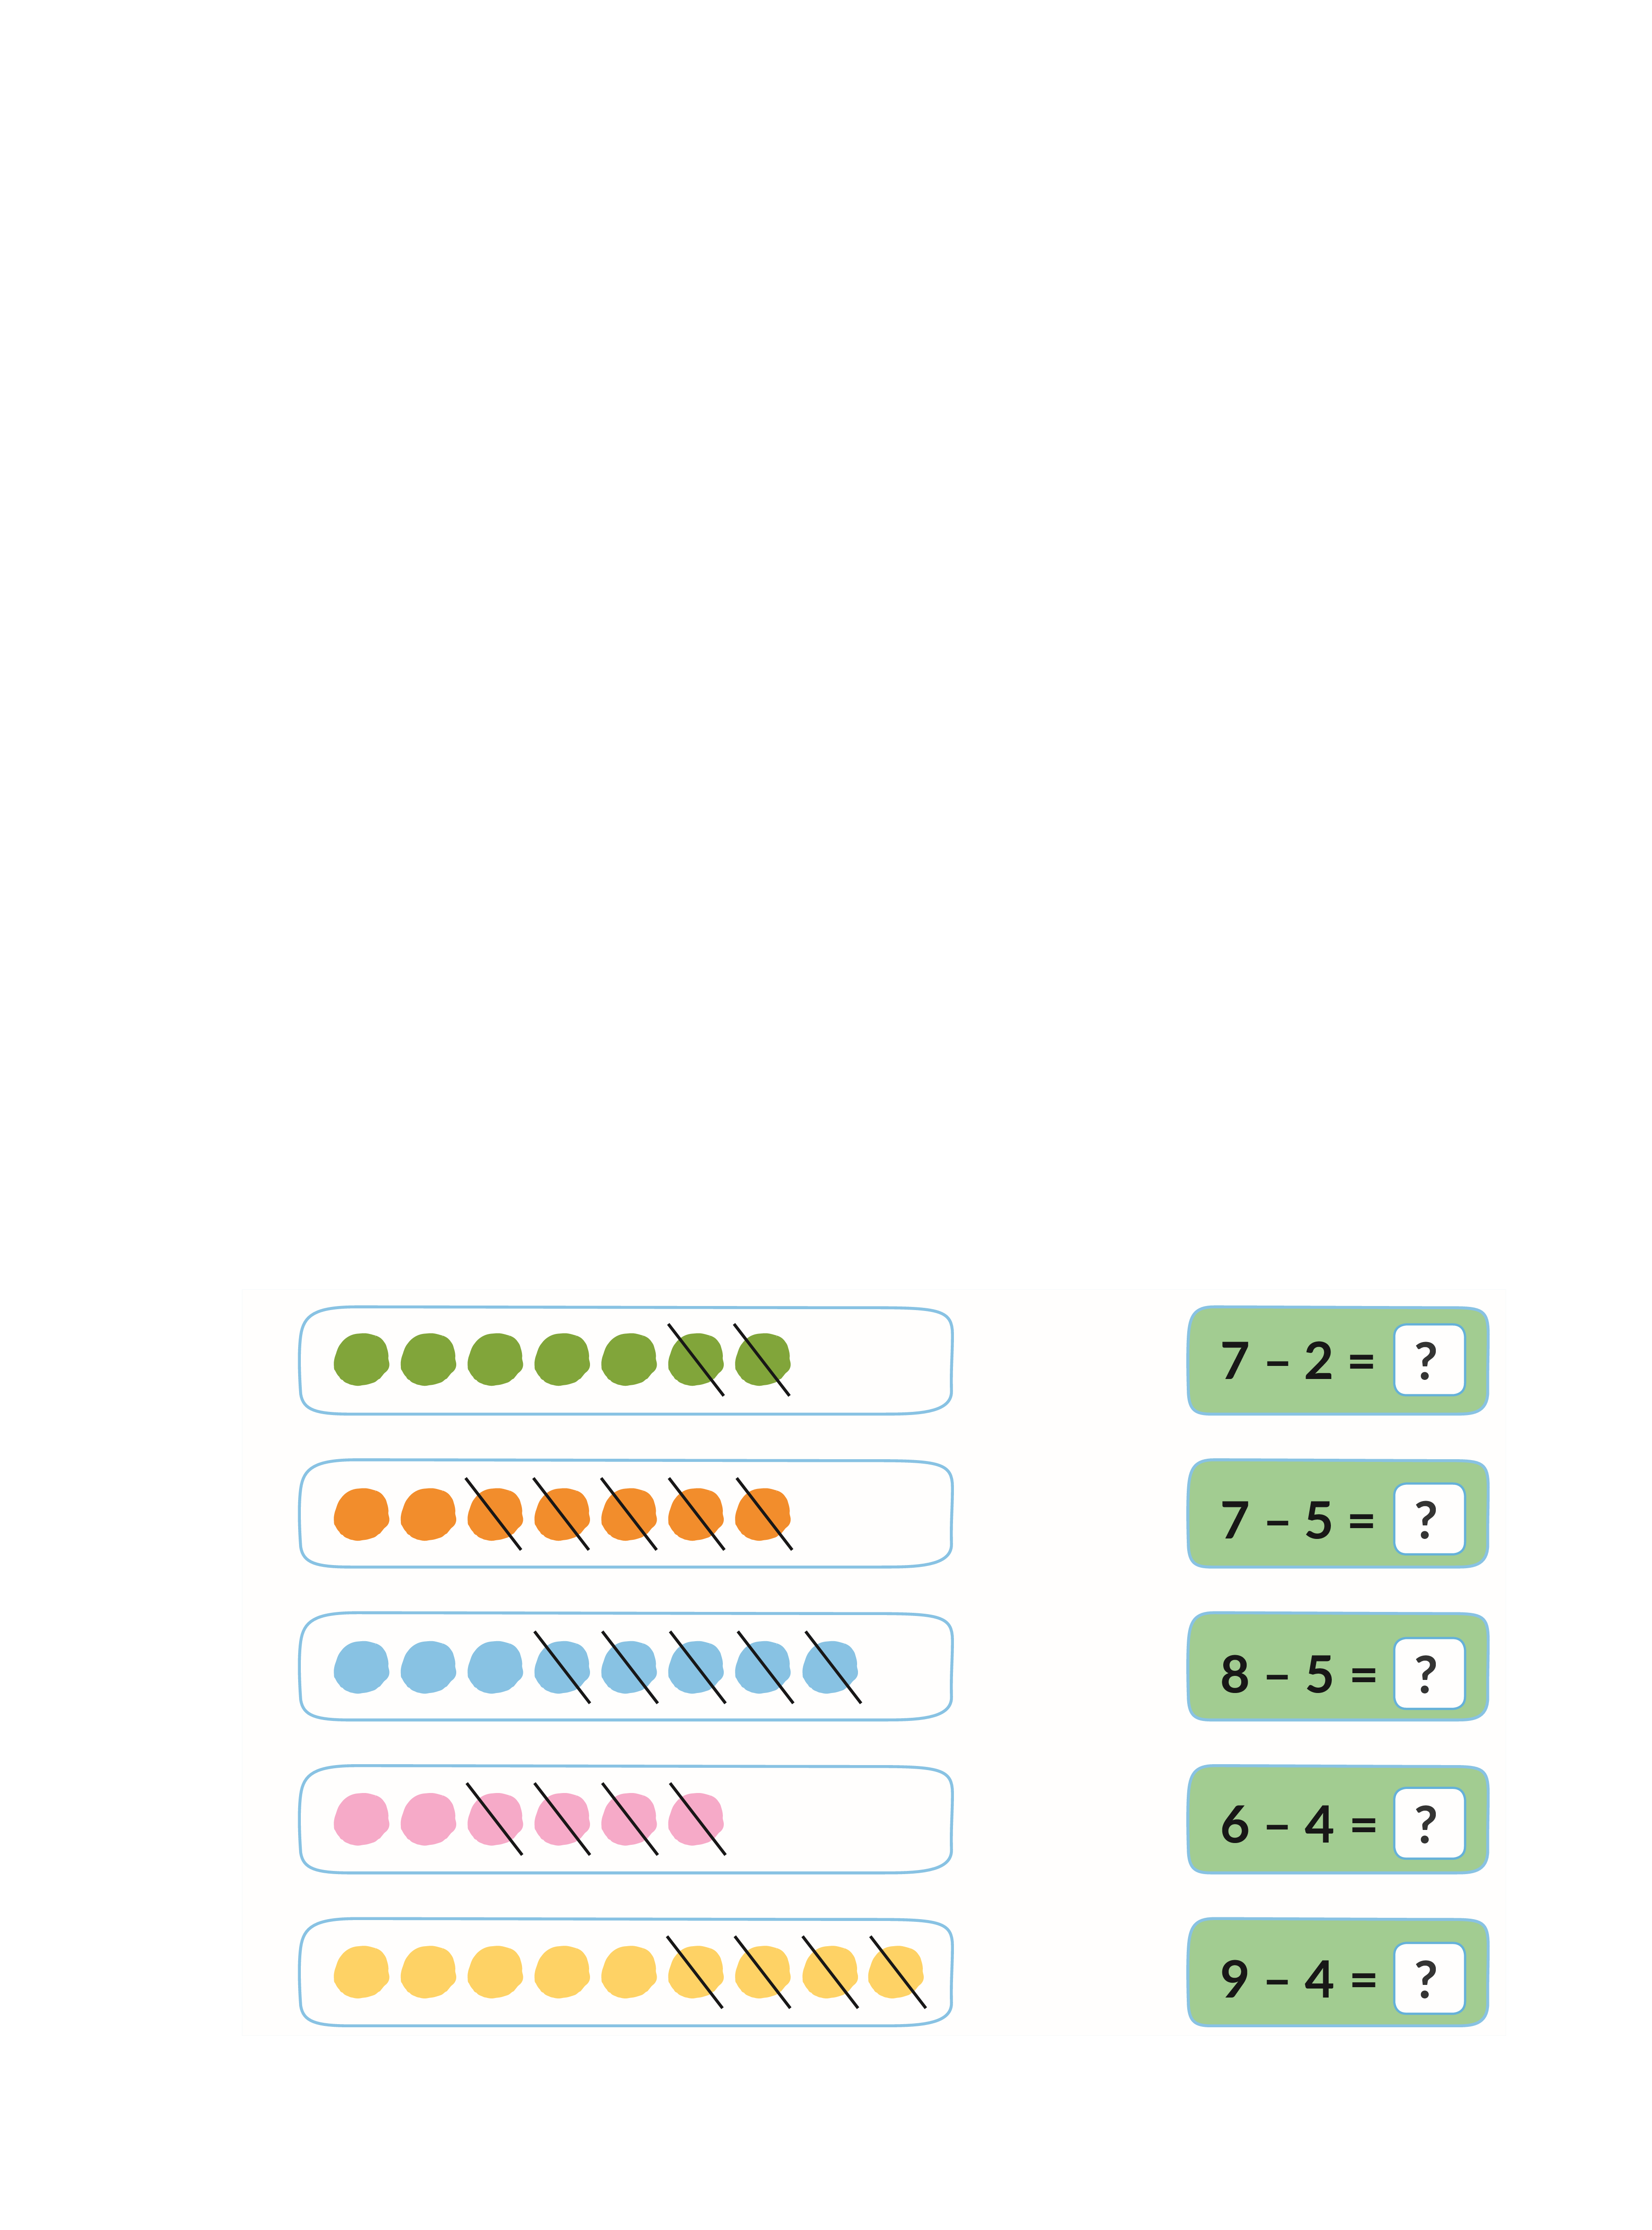 7 – 2 = ?
7 – 5 = ?
8 – 5 = ?
6 – 4 = ?
9 – 4 = ?